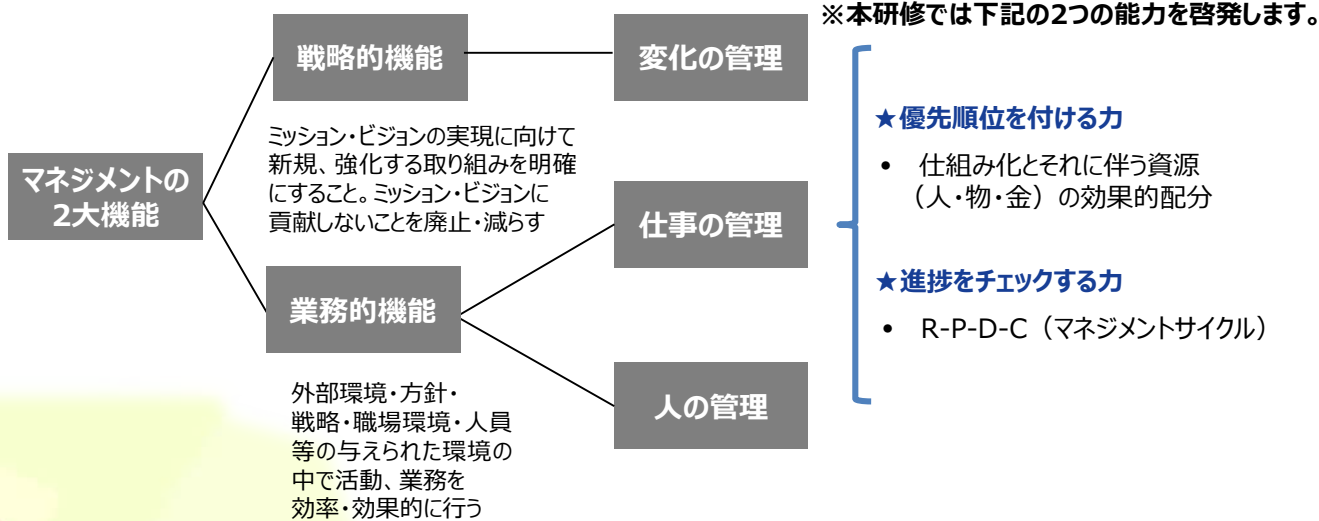 ※本研修では下記の2つの能力を啓発します。
マネジメントの
2大機能
戦略的機能
ミッション・ビジョンの実現に向けて
新規、強化する取り組みを明確
にすること。ミッション・ビジョンに
貢献しないことを廃止・減らす
業務的機能
外部環境・方針・
戦略・職場環境・人員
等の与えられた環境の
中で活動、業務を
効率・効果的に行う
変化の管理
仕事の管理
人の管理
★優先順位を付ける力
• 仕組み化とそれに伴う資源
（人・物・金）の効果的配分
★進捗をチェックする力
• R-P-D-C（マネジメントサイクル）